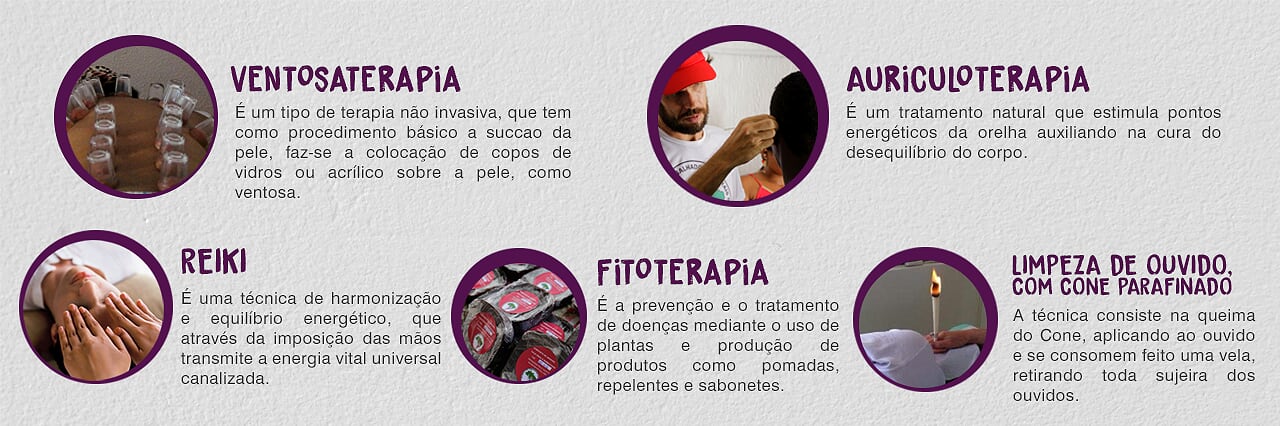 VENTOSATERAPiA
É um tipo de terapia não invasiva, que tem
como procedimento básico a succao da
pele, faz-se a colocação de copos de
vidros ou acrílico sobre a pele, como
ventosa.
AURiCULOTERAPiA
É um tratamento natural que estimula pontos
energéticos da orelha auxiliando na cura do
desequilíbrio do corpo.
REIKI
É uma técnica de harmonização
e equilíbrio energético, que
através da imposição das mãos
transmite a energia vital universal
canalizada.
FiTOTERAPiA
É a prevenção e o tratamento
de doenças mediante o uso de
plantas e produção de
produtos como pomadas,
repelentes e sabonetes.
LIMPEZA DE OUVIDO,
COM CONE PARAFINADO
A técnica consiste na queima
do Cone, aplicando ao ouvido
e se consomem feito uma vela,
retirando toda sujeira dos
ouvidos.